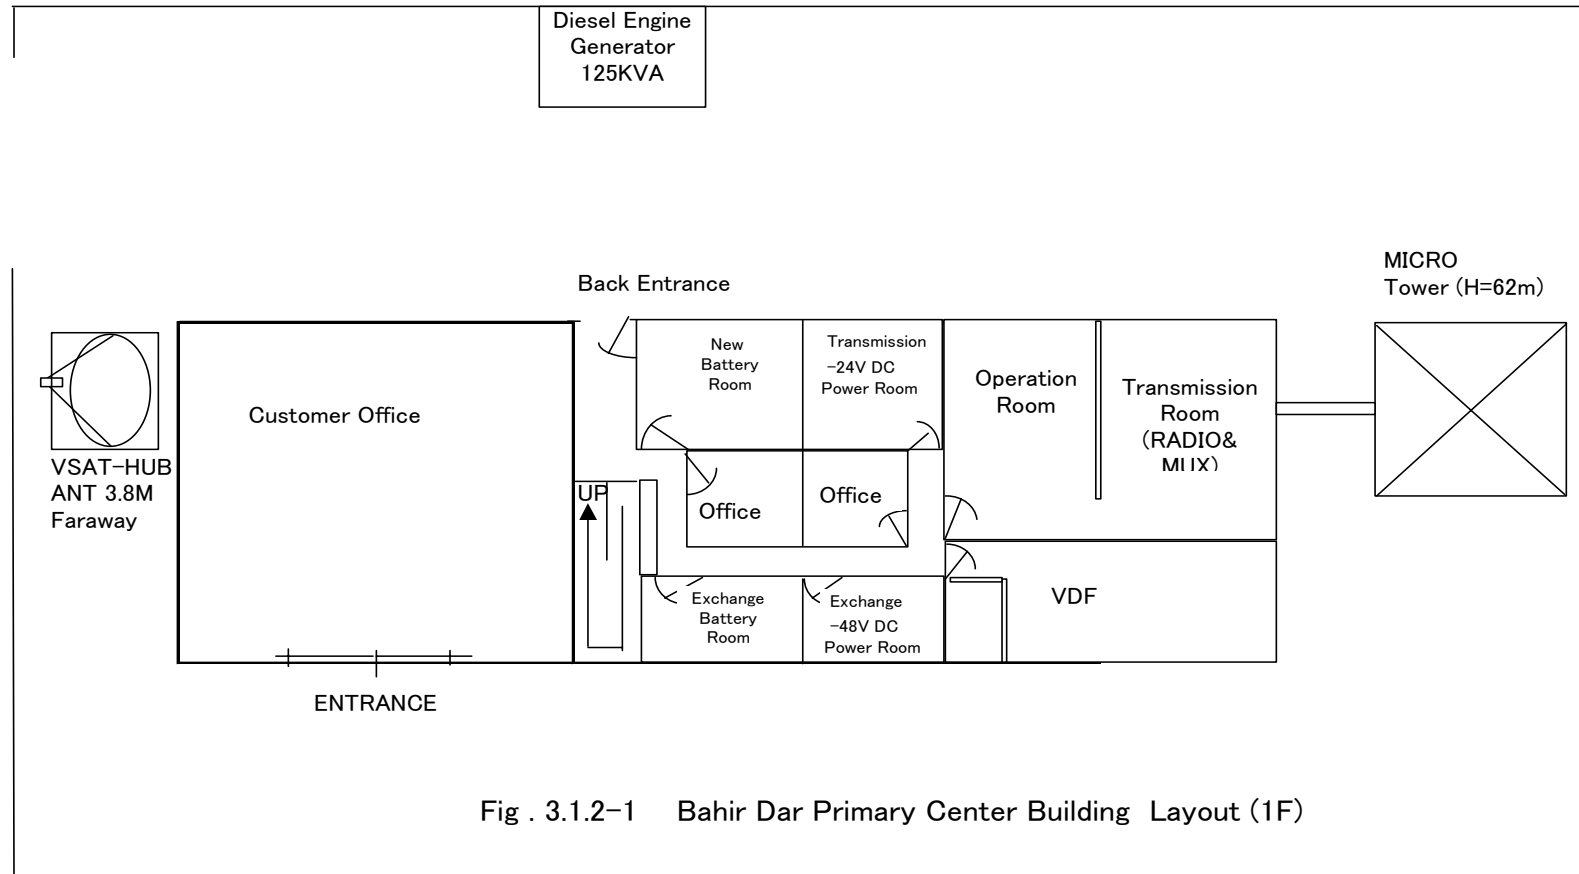 Diesel Engine
Generator
125KVA
Back Entrance
MICRO
Tower (H=62m)
New
Battery
Room
Transmission
-24V DC
Power Room
Operation
Room
Transmission
Room
(RADIO&
MUX)
Customer Office
VSAT-HUB
ANT 3.8M
Faraway
UP
Office
Office
Exchange
Battery
Room
Exchange
-48V DC
Power Room
VDF
ENTRANCE
Fig . 3.1.2-1 Bahir Dar Primary Center Building Layout (1F)